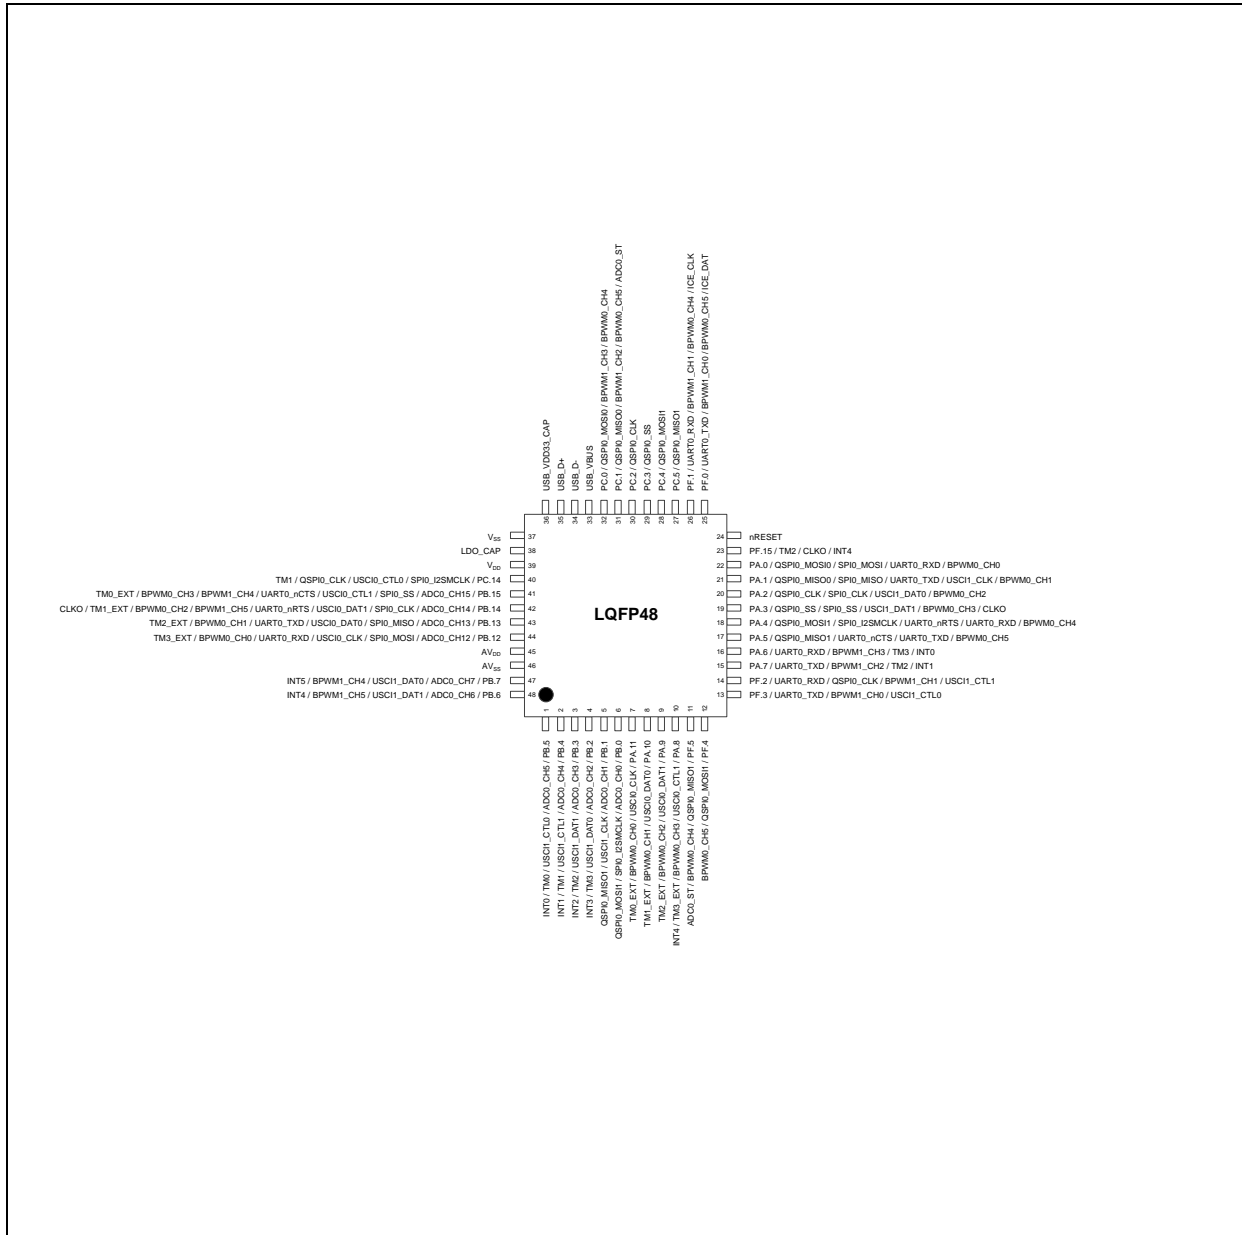 USB_VDD33_CAP
USB_D+
USB_D-
USB_VBUS
PC.0 / QSPI0_MOSI0 / BPWM1_CH3 / BPWM0_CH4
PC.1 / QSPI0_MISO0 / BPWM1_CH2 / BPWM0_CH5 / ADC0_ST
PC.2 / QSPI0_CLK
PC.3 / QSPI0_SS
PC.4 / QSPI0_MOSI1
PC.5 / QSPI0_MISO1
PF.1 / UART0_RXD / BPWM1_CH1 / BPWM0_CH4 / ICE_CLK
PF.0 / UART0_TXD / BPWM1_CH0 / BPWM0_CH5 / ICE_DAT
36 35 34 33 32 31 30 29 28 27 26 25
VSS 37
LDO_CAP 38
VDD 39
TM1 / QSPI0_CLK / USCI0_CTL0 / SPI0_I2SMCLK / PC.14 40
TM0_EXT / BPWM0_CH3 / BPWM1_CH4 / UART0_nCTS / USCI0_CTL1 / SPI0_SS / ADC0_CH15 / PB.15 41
CLKO / TM1_EXT / BPWM0_CH2 / BPWM1_CH5 / UART0_nRTS / USCI0_DAT1 / SPI0_CLK / ADC0_CH14 / PB.14 42
TM2_EXT / BPWM0_CH1 / UART0_TXD / USCI0_DAT0 / SPI0_MISO / ADC0_CH13 / PB.13 43
TM3_EXT / BPWM0_CH0 / UART0_RXD / USCI0_CLK / SPI0_MOSI / ADC0_CH12 / PB.12 44
AVDD 45
AVSS 46
INT5 / BPWM1_CH4 / USCI1_DAT0 / ADC0_CH7 / PB.7 47
INT4 / BPWM1_CH5 / USCI1_DAT1 / ADC0_CH6 / PB.6 48
LQFP48
24 nRESET
23 PF.15 / TM2 / CLKO / INT4
22 PA.0 / QSPI0_MOSI0 / SPI0_MOSI / UART0_RXD / BPWM0_CH0
21 PA.1 / QSPI0_MISO0 / SPI0_MISO / UART0_TXD / USCI1_CLK / BPWM0_CH1
20 PA.2 / QSPI0_CLK / SPI0_CLK / USCI1_DAT0 / BPWM0_CH2
19 PA.3 / QSPI0_SS / SPI0_SS / USCI1_DAT1 / BPWM0_CH3 / CLKO
18 PA.4 / QSPI0_MOSI1 / SPI0_I2SMCLK / UART0_nRTS / UART0_RXD / BPWM0_CH4
17 PA.5 / QSPI0_MISO1 / UART0_nCTS / UART0_TXD / BPWM0_CH5
16 PA.6 / UART0_RXD / BPWM1_CH3 / TM3 / INT0
15 PA.7 / UART0_TXD / BPWM1_CH2 / TM2 / INT1
14 PF.2 / UART0_RXD / QSPI0_CLK / BPWM1_CH1 / USCI1_CTL1
13 PF.3 / UART0_TXD / BPWM1_CH0 / USCI1_CTL0
1 2 3 4 5 6 7 8 9 10 11 12
INT0 / TM0 / USCI1_CTL0 / ADC0_CH5 / PB.5
INT1 / TM1 / USCI1_CTL1 / ADC0_CH4 / PB.4
INT2 / TM2 / USCI1_DAT1 / ADC0_CH3 / PB.3
INT3 / TM3 / USCI1_DAT0 / ADC0_CH2 / PB.2
QSPI0_MISO1 / USCI1_CLK / ADC0_CH1 / PB.1
QSPI0_MOSI1 / SPI0_I2SMCLK / ADC0_CH0 / PB.0
TM0_EXT / BPWM0_CH0 / USCI0_CLK / PA.11
TM1_EXT / BPWM0_CH1 / USCI0_DAT0 / PA.10
TM2_EXT / BPWM0_CH2 / USCI0_DAT1 / PA.9
INT4 / TM3_EXT / BPWM0_CH3 / USCI0_CTL1 / PA.8
ADC0_ST / BPWM0_CH4 / QSPI0_MISO1 / PF.5
BPWM0_CH5 / QSPI0_MOSI1 / PF.4